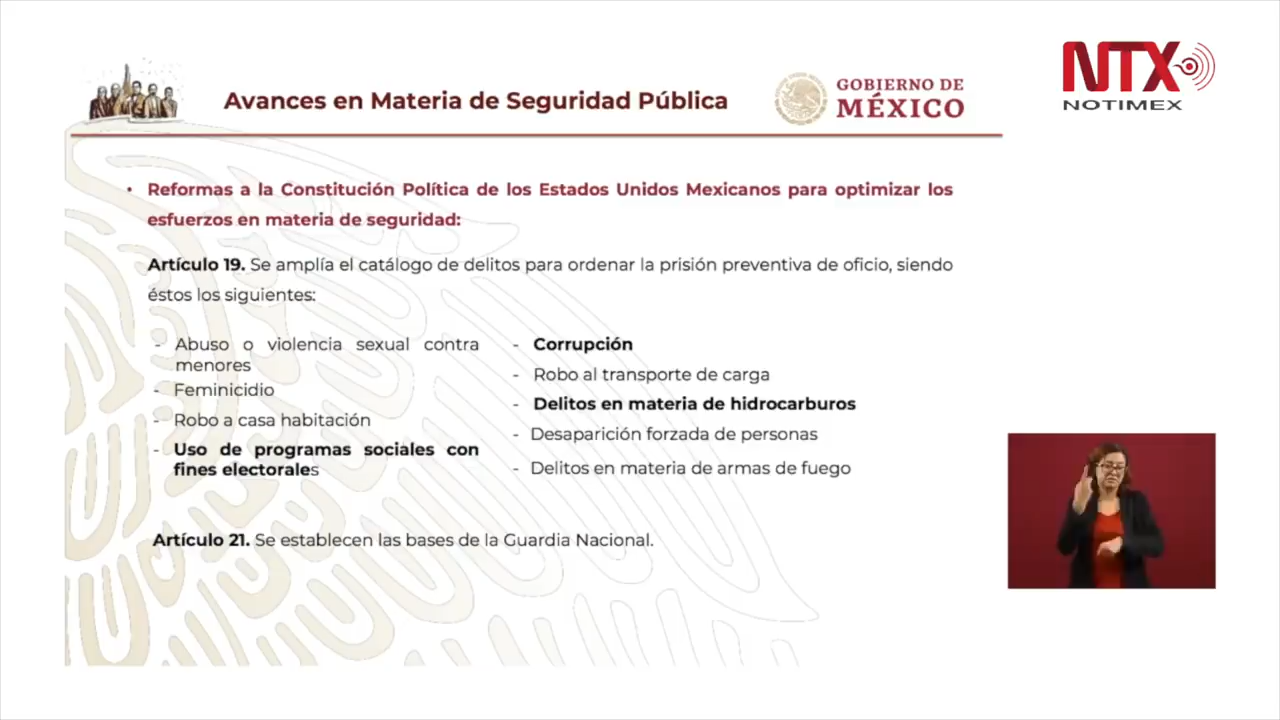 Avances en Materia de Seguridad Pública
GOBIERNO DE
MÉXICO
NTX
NOTIMEX
• Reformas a la Constitución Política de los Estados Unidos Mexicanos para optimizar los
esfuerzos en materia de seguridad:
Artículo 19. Se amplía el catálogo de delitos para ordenar la prisión preventiva de oficio, siendo
éstos los siguientes:
- Abuso o violencia sexual contra
menores
- Feminicidio
- Robo a casa habitación
- Uso de programas sociales con
fines electorales
- Corrupción
- Robo al transporte de carga
- Delitos en materia de hidrocarburos
- Desaparición forzada de personas
- Delitos en materia de armas de fuego
Artículo 21. Se establecen las bases de la Guardia Nacional.